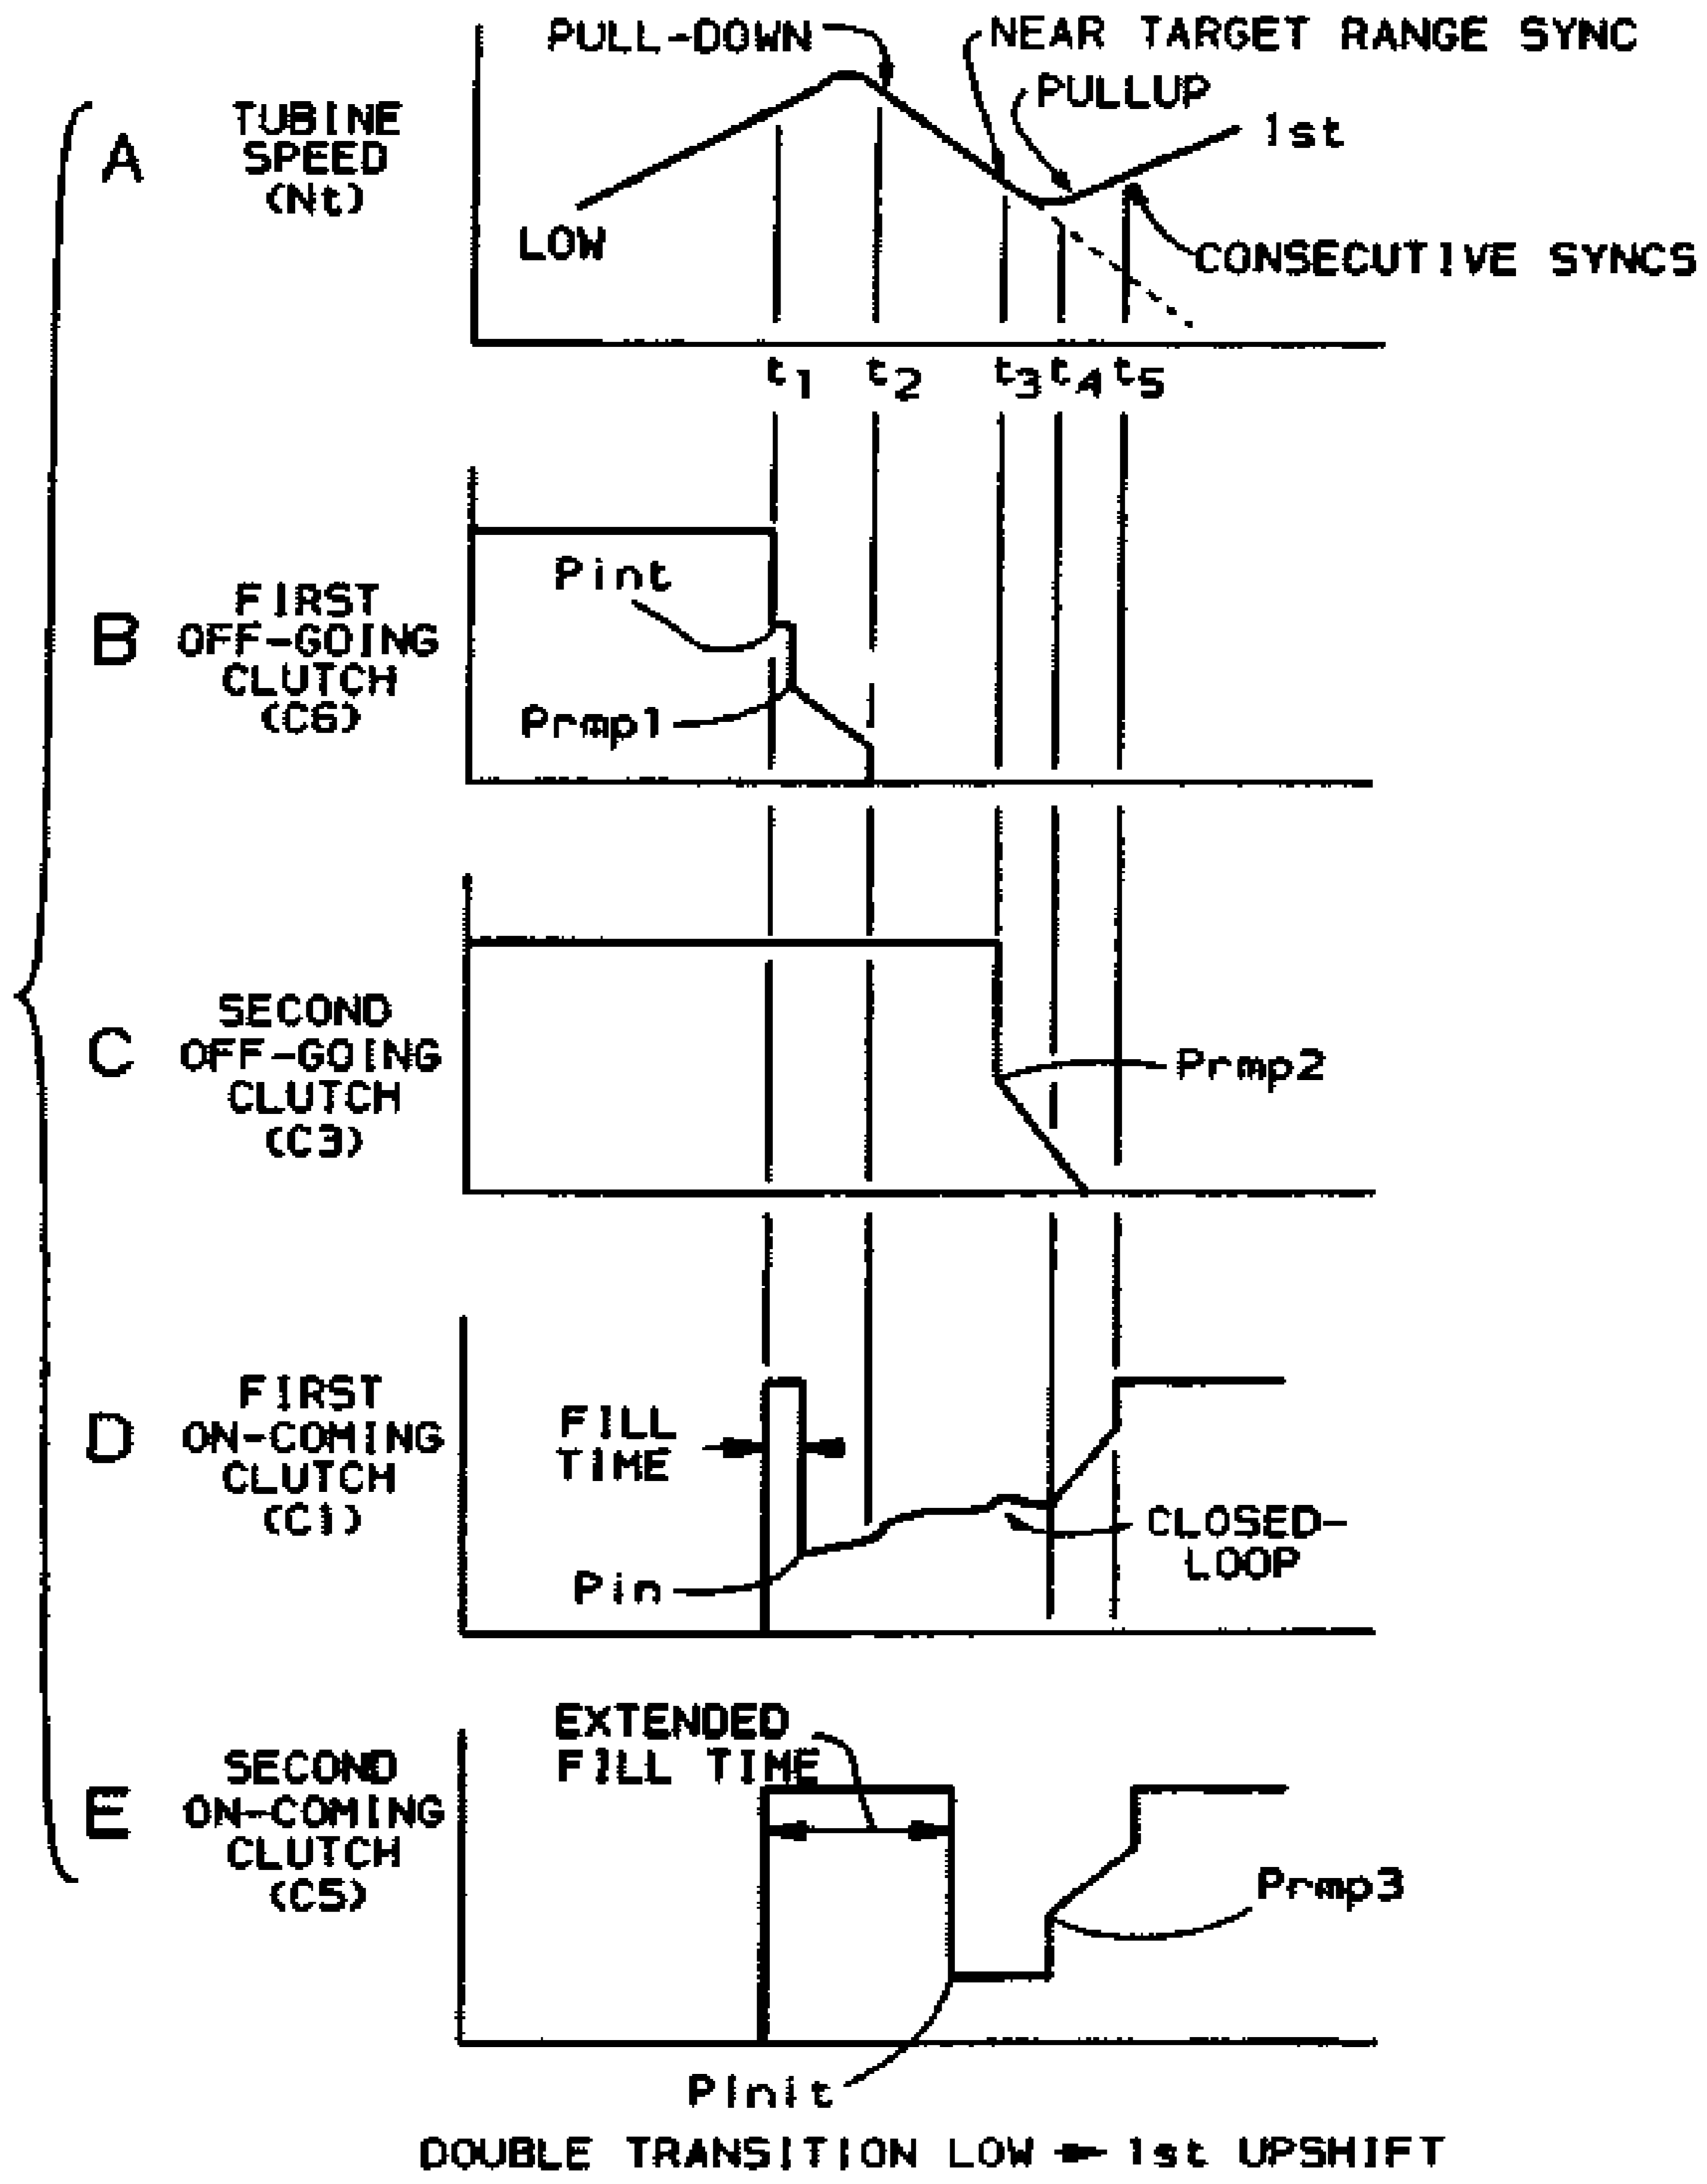 PULL-DOWN
NEAR TARGET RANGE SYNC
PULLUP
1st
A
TUBINE
SPEED
(Nt)
LOW
CONSECUTIVE SYNCS
t1 t2 t3 t4 t5
B
FIRST
OFF-GOING
CLUTCH
(C6)
Pint
Prmp1
C
SECOND
OFF-GOING
CLUTCH
(C3)
Prmp2
D
FIRST
ON-COMING
CLUTCH
(C1)
FILL
TIME
Pin
CLOSED-
LOOP
E
SECOND
ON-COMING
CLUTCH
(C5)
EXTENDED
FILL TIME
Prmp3
Pinit
DOUBLE TRANSITION LOW → 1st UPSHIFT